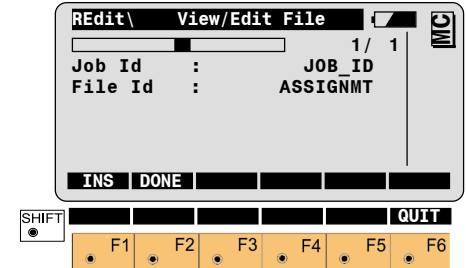 REdit\ View/Edit File MC
1/ 1
Job Id : JOB_ID
File Id : ASSIGNMT
INS DONE
SHIFT QUIT
F1 F2 F3 F4 F5 F6